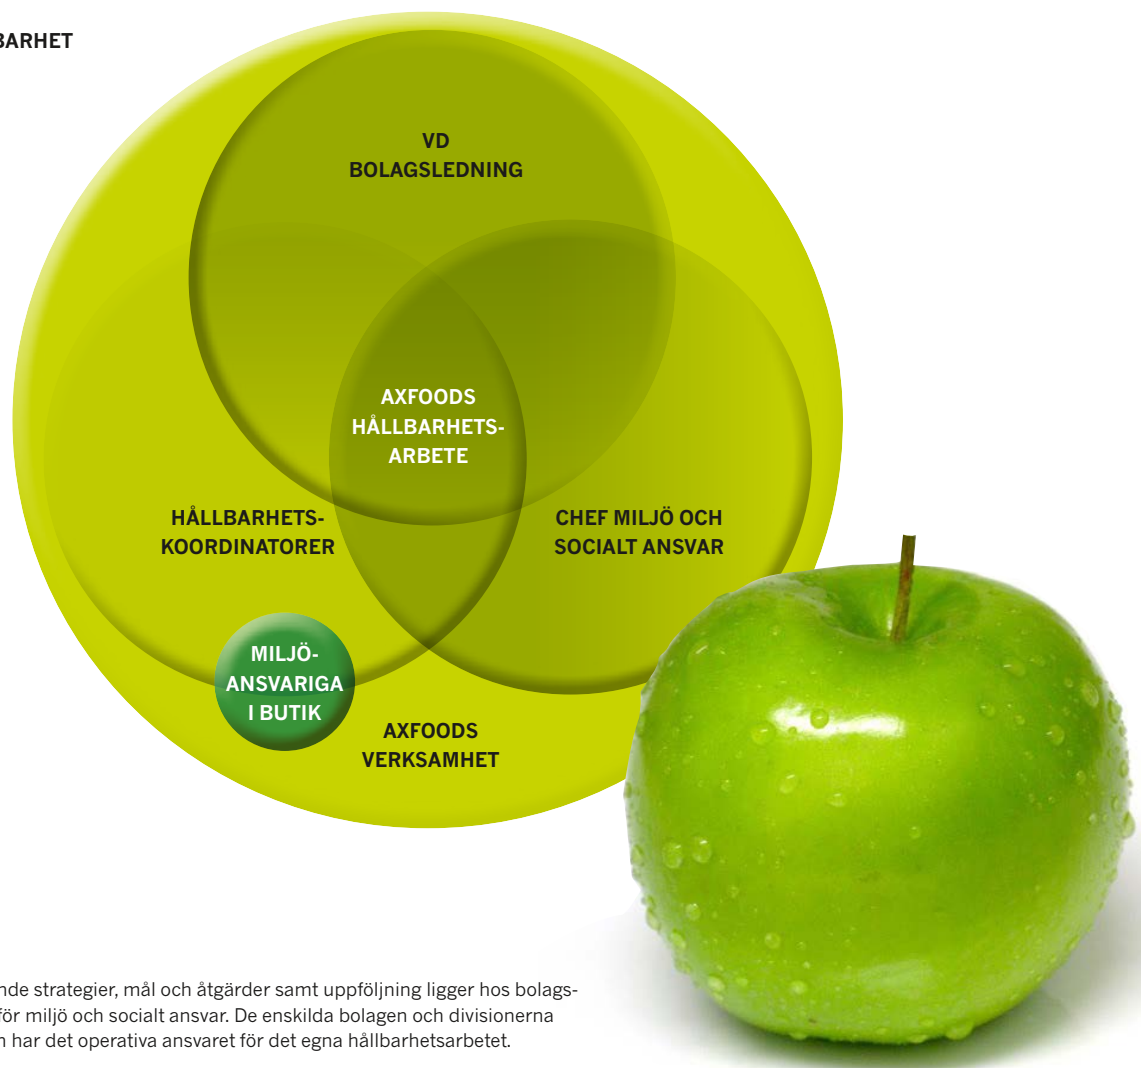 BARHET
VD
BOLAGSLEDNING
AXFOODS
HÅLLBARHETS-
ARBETE
HÅLLBARHETS-
KOORDINATORER
CHEF MILJÖ OCH
SOCIALT ANSVAR
MILJÖ-
ANSVARIGA
I BUTIK
AXFOODS
VERKSAMHET
nde strategier, mål och åtgärder samt uppföljning ligger hos bolags-
för miljö och socialt ansvar. De enskilda bolagen och divisionerna
n har det operativa ansvaret för det egna hållbarhetsarbetet.